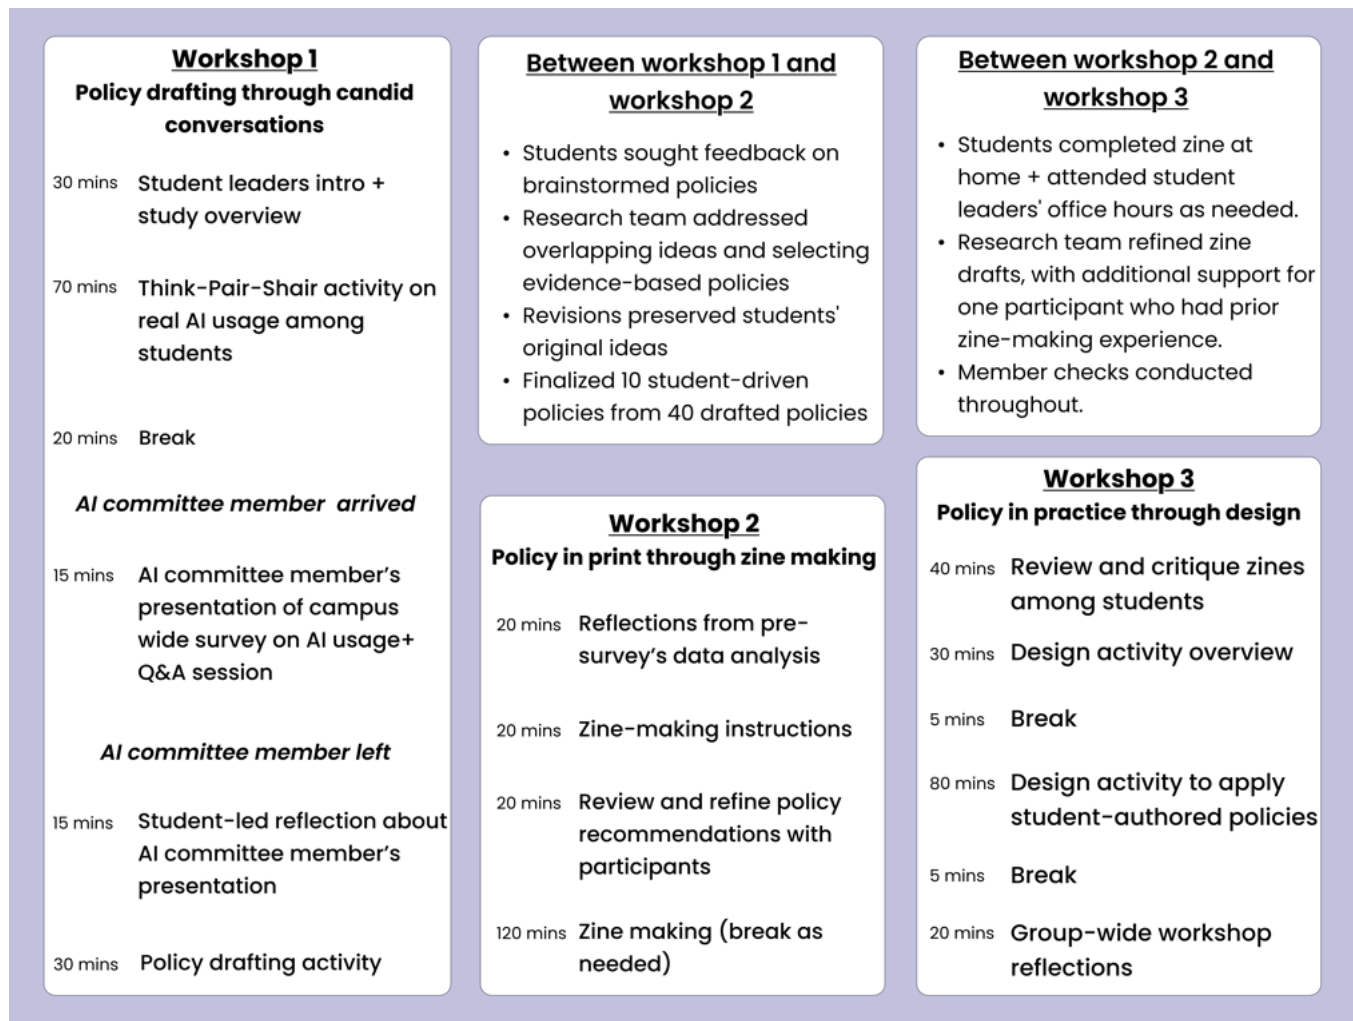 Workshop 1
Policy drafting through candid
conversations
30 mins Student leaders intro +
study overview
70 mins Think-Pair-Shair activity on
real AI usage among
students
20 mins Break
AI committee member arrived
15 mins AI committee member's
presentation of campus
wide survey on AI usage+
Q&A session
AI committee member left
15 mins Student-led reflection about
AI committee member's
presentation
30 mins Policy drafting activity
Between workshop 1 and
workshop 2
• Students sought feedback on
brainstormed policies
• Research team addressed
overlapping ideas and selecting
evidence-based policies
• Revisions preserved students'
original ideas
• Finalized 10 student-driven
policies from 40 drafted policies
Workshop 2
Policy in print through zine making
20 mins Reflections from pre-
survey's data analysis
20 mins Zine-making instructions
20 mins Review and refine policy
recommendations with
participants
120 mins Zine making (break as
needed)
Between workshop 2 and
workshop 3
• Students completed zine at
home + attended student
leaders' office hours as needed.
• Research team refined zine
drafts, with additional support for
one participant who had prior
zine-making experience.
• Member checks conducted
throughout.
Workshop 3
Policy in practice through design
40 mins Review and critique zines
among students
30 mins Design activity overview
5 mins Break
80 mins Design activity to apply
student-authored policies
5 mins Break
20 mins Group-wide workshop
reflections